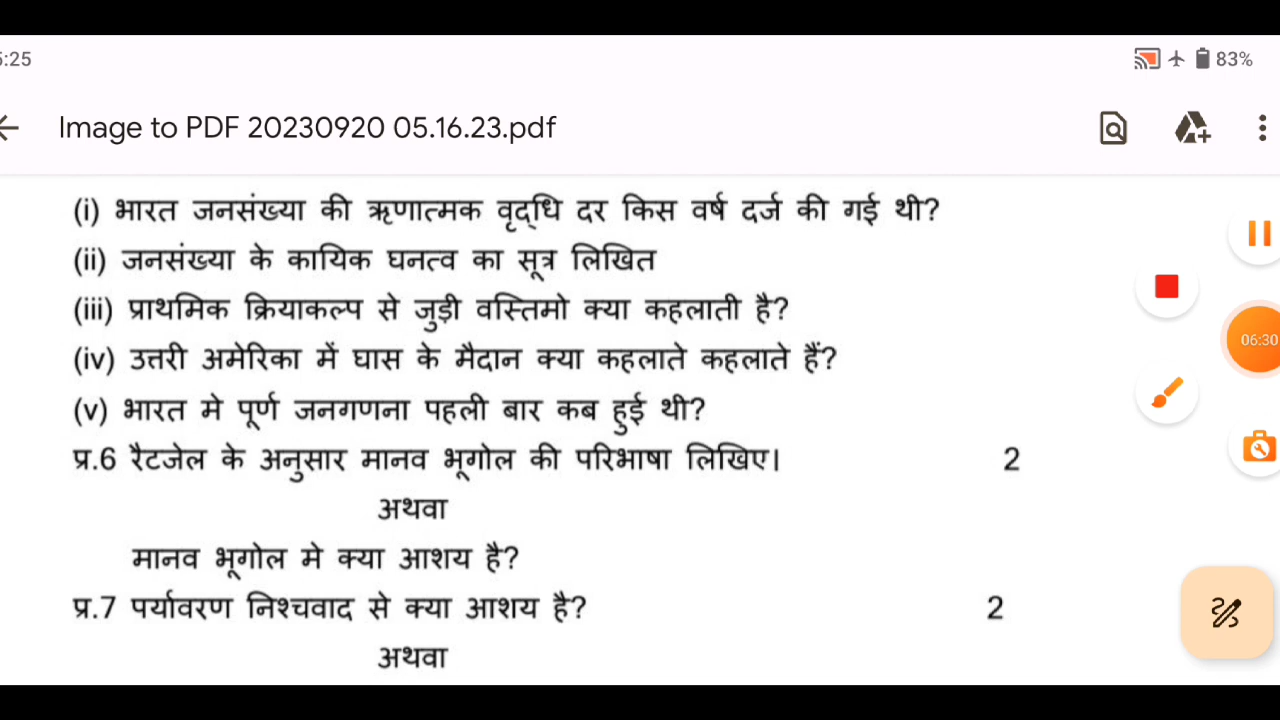 5:25
83%
Image to PDF 20230920 05.16.23.pdf
(i) भारत जनसंख्या की ऋणात्मक वृद्धि दर किस वर्ष दर्ज की गई थी?
(ii) जनसंख्या के कायिक घनत्व का सूत्र लिखित
(iii) प्राथमिक क्रियाकल्प से जुड़ी वस्तिमो क्या कहलाती है?
06:30
(iv) उत्तरी अमेरिका में घास के मैदान क्या कहलाते कहलाते हैं?
(v) भारत मे पूर्ण जनगणना पहली बार कब हुई थी?
प्र.6 रैटजेल के अनुसार मानव भूगोल की परिभाषा लिखिए। 2
अथवा
मानव भूगोल मे क्या आशय है?
प्र.7 पर्यावरण निश्चवाद से क्या आशय है? 2
अथवा